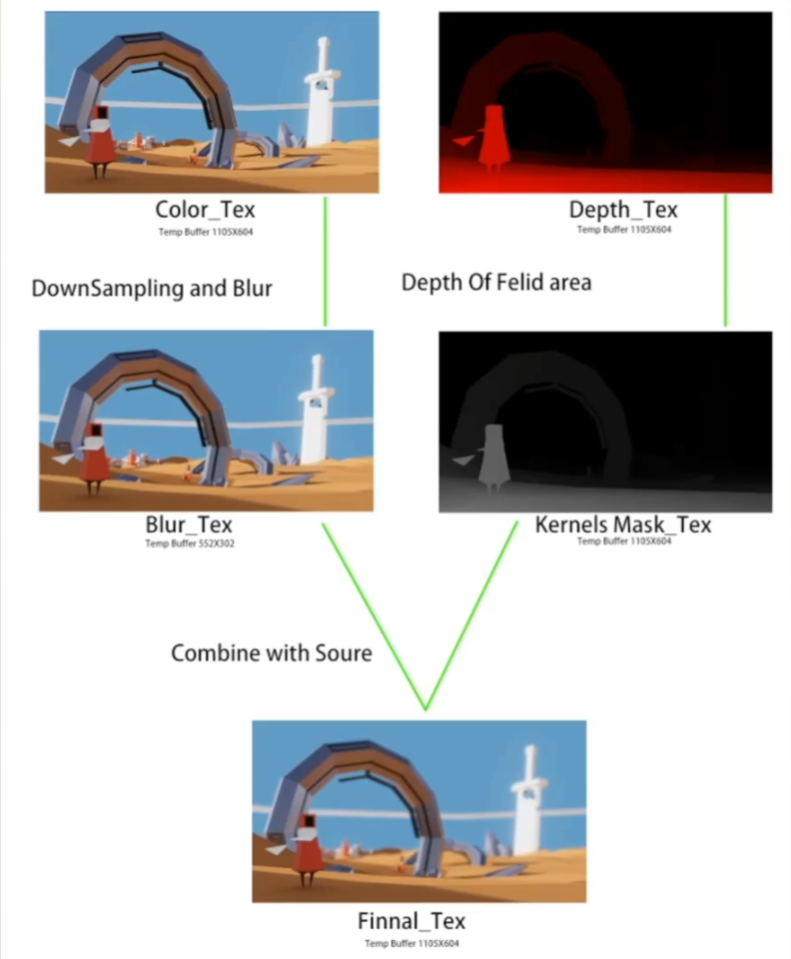 Color_Tex
Temp Buffer 1105X604
Depth_Tex
Temp Buffer 1105X604
DownSampling and Blur
Depth Of Felid area
Blur_Tex
Temp Buffer 552X302
Kernels Mask_Tex
Temp Buffer 1105X604
Combine with Soure
Finnal_Tex
Temp Buffer 1105X604